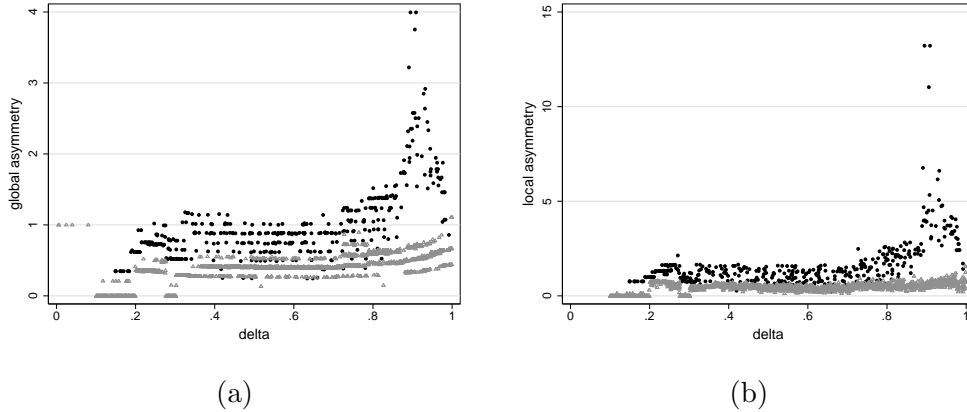 4
3
2
1
0
global asymmetry
0 .2 .4 .6 .8 1
delta
(a)
15
10
5
0
local asymmetry
0 .2 .4 .6 .8 1
delta
(b)